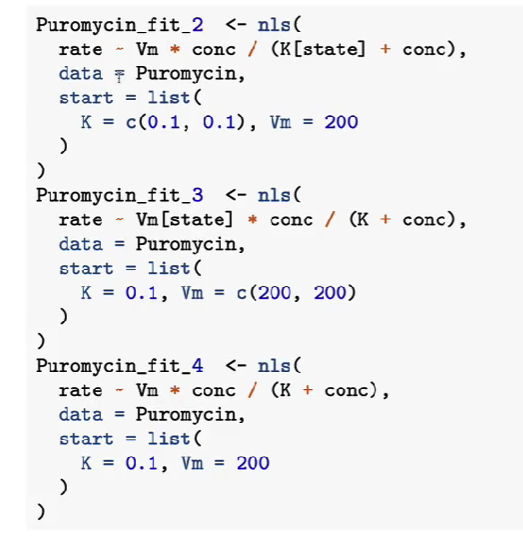 Puromycin_fit_2 <- nls(
  rate ~ Vm * conc / (K[state] + conc),
  data = Puromycin,
  start = list(
    K = c(0.1, 0.1), Vm = 200
  )
)
Puromycin_fit_3 <- nls(
  rate ~ Vm[state] * conc / (K + conc),
  data = Puromycin,
  start = list(
    K = 0.1, Vm = c(200, 200)
  )
)
Puromycin_fit_4 <- nls(
  rate ~ Vm * conc / (K + conc),
  data = Puromycin,
  start = list(
    K = 0.1, Vm = 200
  )
)